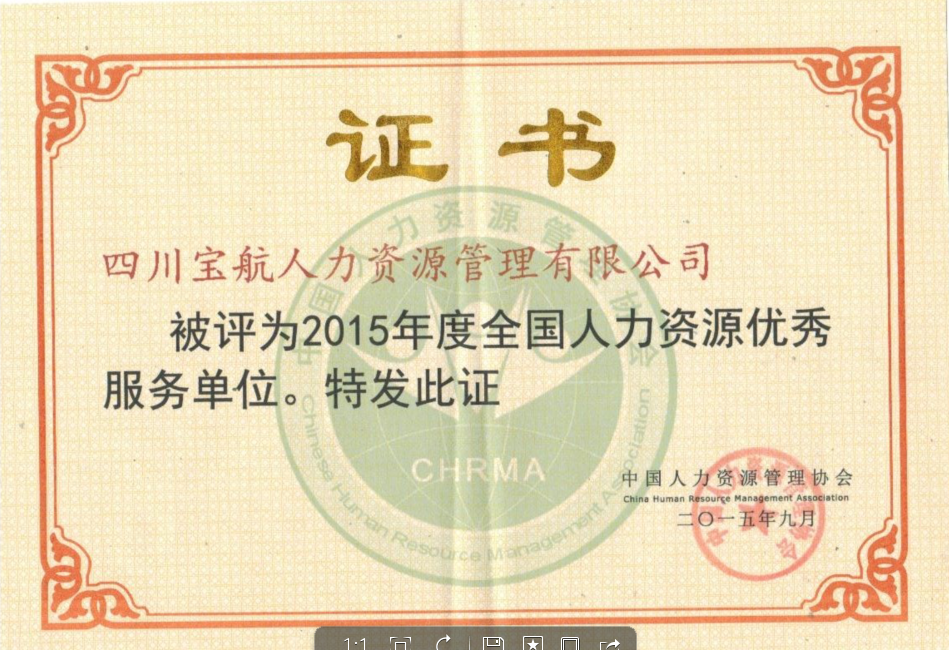 证书
四川宝航人力资源管理有限公司
被评为2015年度全国人力资源优秀
服务单位。特发此证
中国人力资源管理协会
Chinese Human Resource Management Association
CHRMA
中国人力资源管理协会
China Human Resource Management Association
二〇一五年九月
1:1